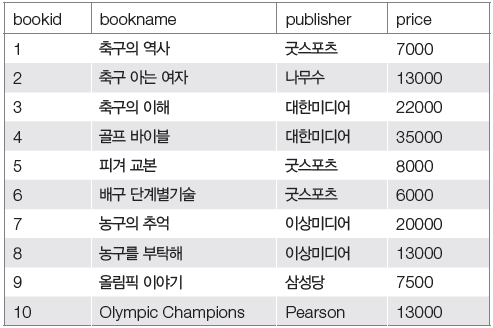 bookid bookname publisher price
1 축구의 역사 굿스포츠 7000
2 축구 아는 여자 나무수 13000
3 축구의 이해 대한미디어 22000
4 골프 바이블 대한미디어 35000
5 피겨 교본 굿스포츠 8000
6 배구 단계별기술 굿스포츠 6000
7 농구의 추억 이상미디어 20000
8 농구를 부탁해 이상미디어 13000
9 올림픽 이야기 삼성당 7500
10 Olympic Champions Pearson 13000